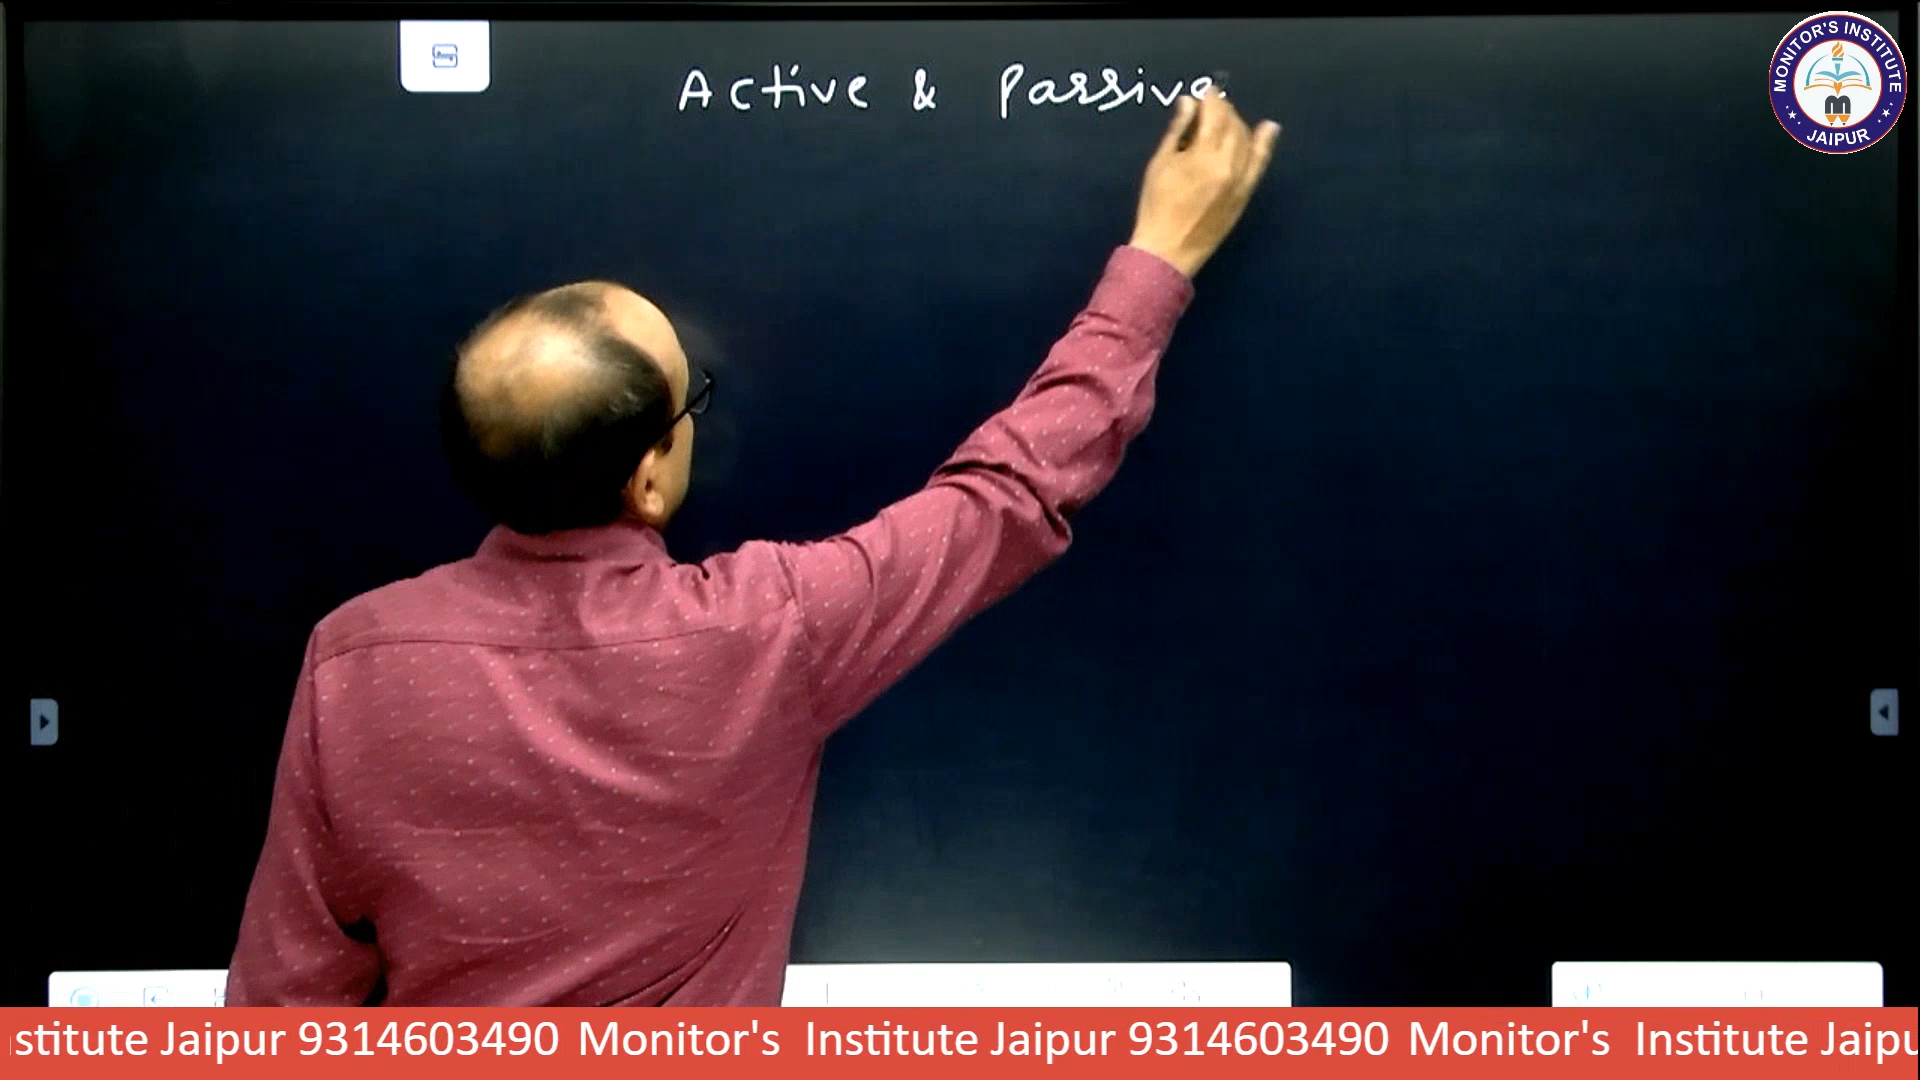 Active & Passive
MONITOR'S INSTITUTE
m
JAIPUR
stitute Jaipur 9314603490 Monitor's Institute Jaipur 9314603490 Monitor's Institute Jaipu